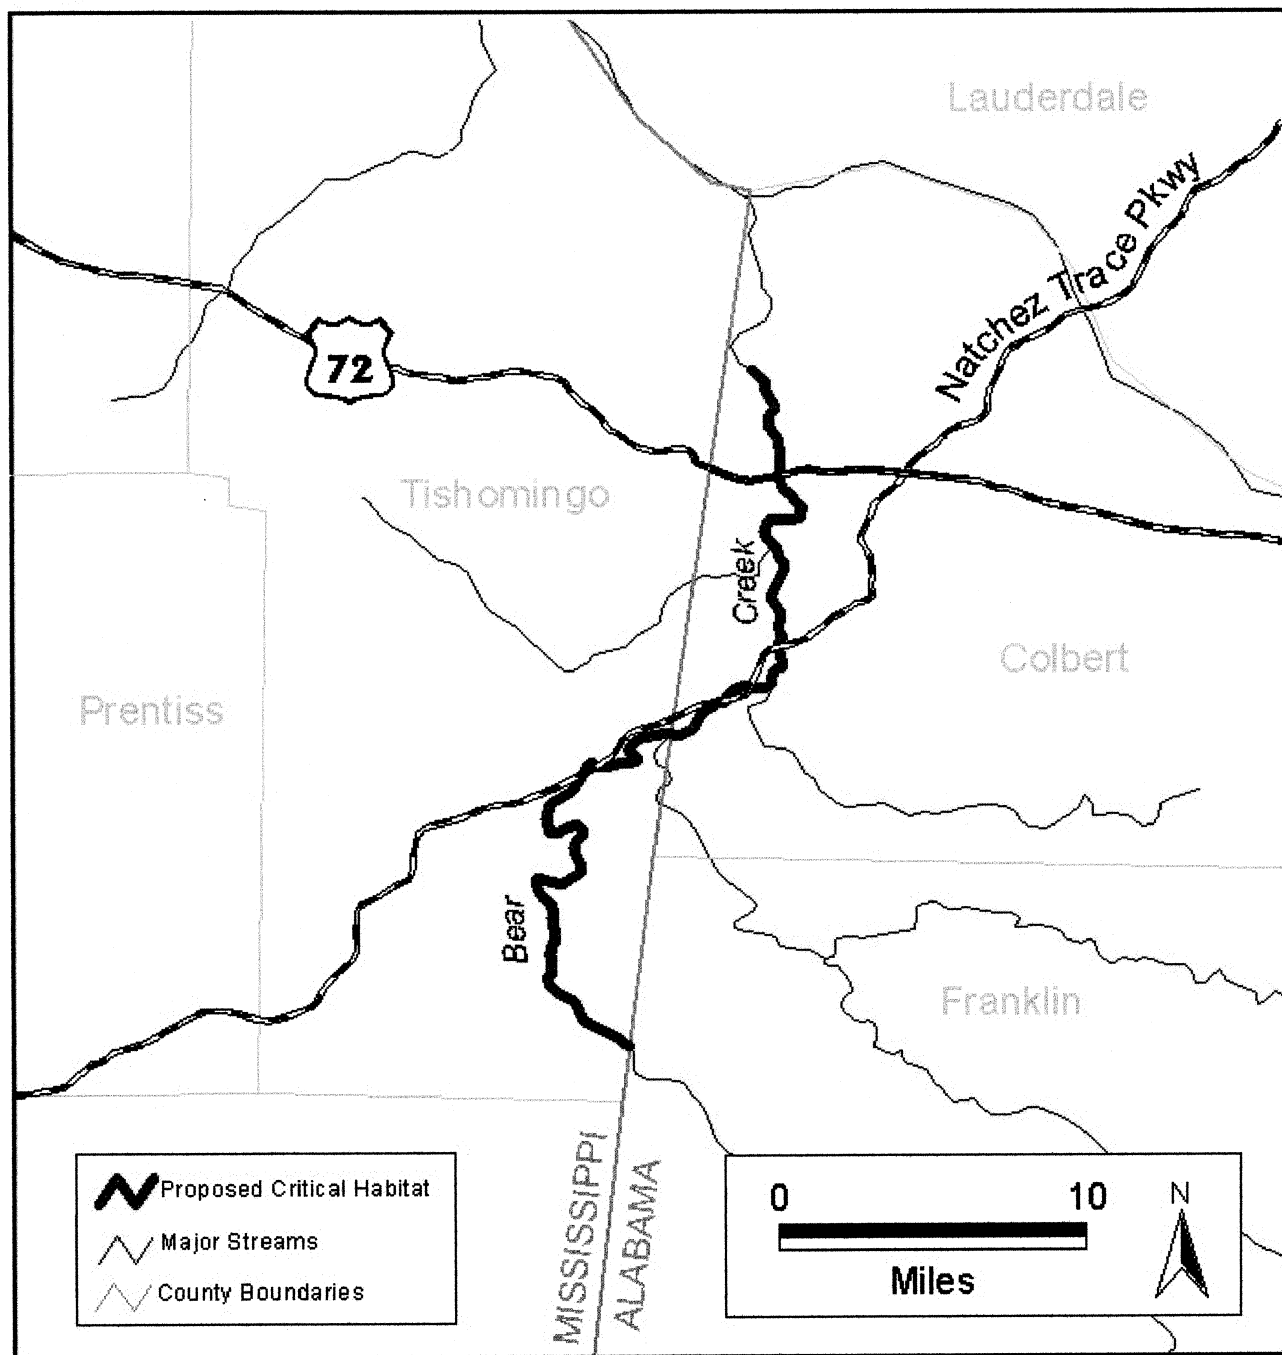 Lauderdale
Natchez Trace Pkwy
72
Tishomingo
Creek
Colbert
Prentiss
Bear
Franklin
MISSISSIPPI
ALABAMA
Proposed Critical Habitat
Major Streams
County Boundaries
0 10
Miles
N